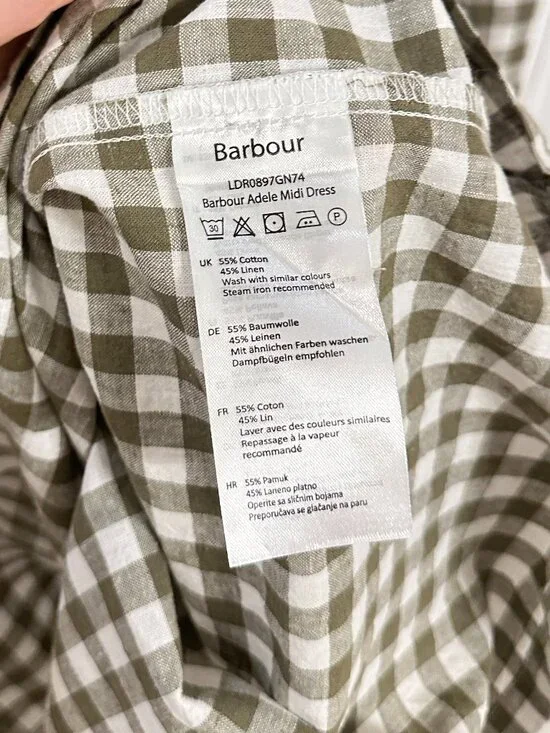 Barbour
LDR0897GN74
Barbour Adele Midi Dress
30 P
UK 55% Cotton
45% Linen
Wash with similar colours
Steam iron recommended
DE 55% Baumwolle
45% Leinen
Mit ähnlichen Farben waschen
Dampfbügeln empfohlen
FR 55% Coton
45% Lin
Laver avec des couleurs similaires
Repassage à la vapeur
recommandé
HR 55% Pamuk
45% Laneno platno
Operite sa sličnim bojama
Preporučava se glačanje na paru